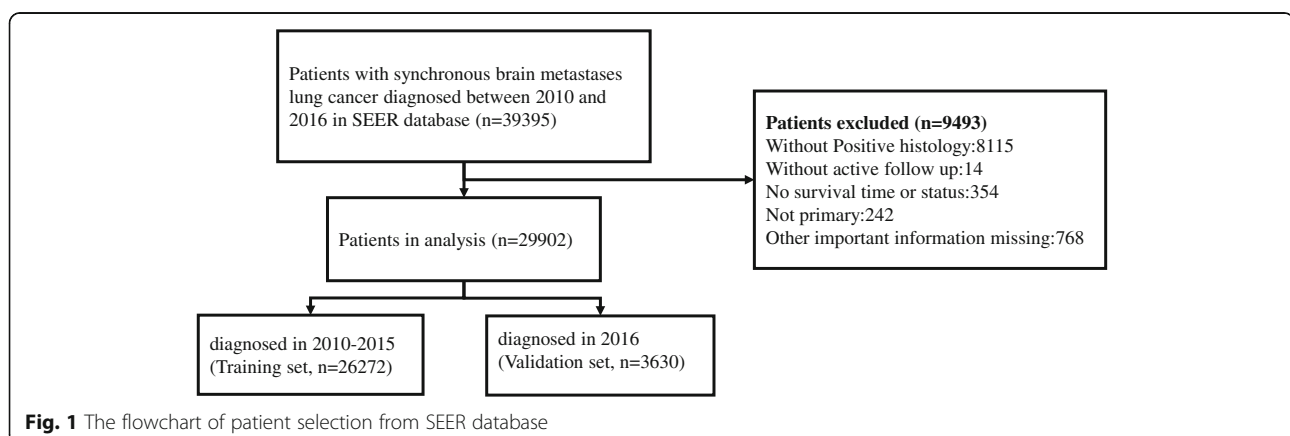 Patients with synchronous brain metastases
lung cancer diagnosed between 2010 and
2016 in SEER database (n=39395)
Patients excluded (n=9493)
Without Positive histology:8115
Without active follow up:14
No survival time or status:354
Not primary:242
Other important information missing:768
Patients in analysis (n=29902)
diagnosed in 2010-2015
(Training set, n=26272)
diagnosed in 2016
(Validation set, n=3630)
Fig. 1 The flowchart of patient selection from SEER database